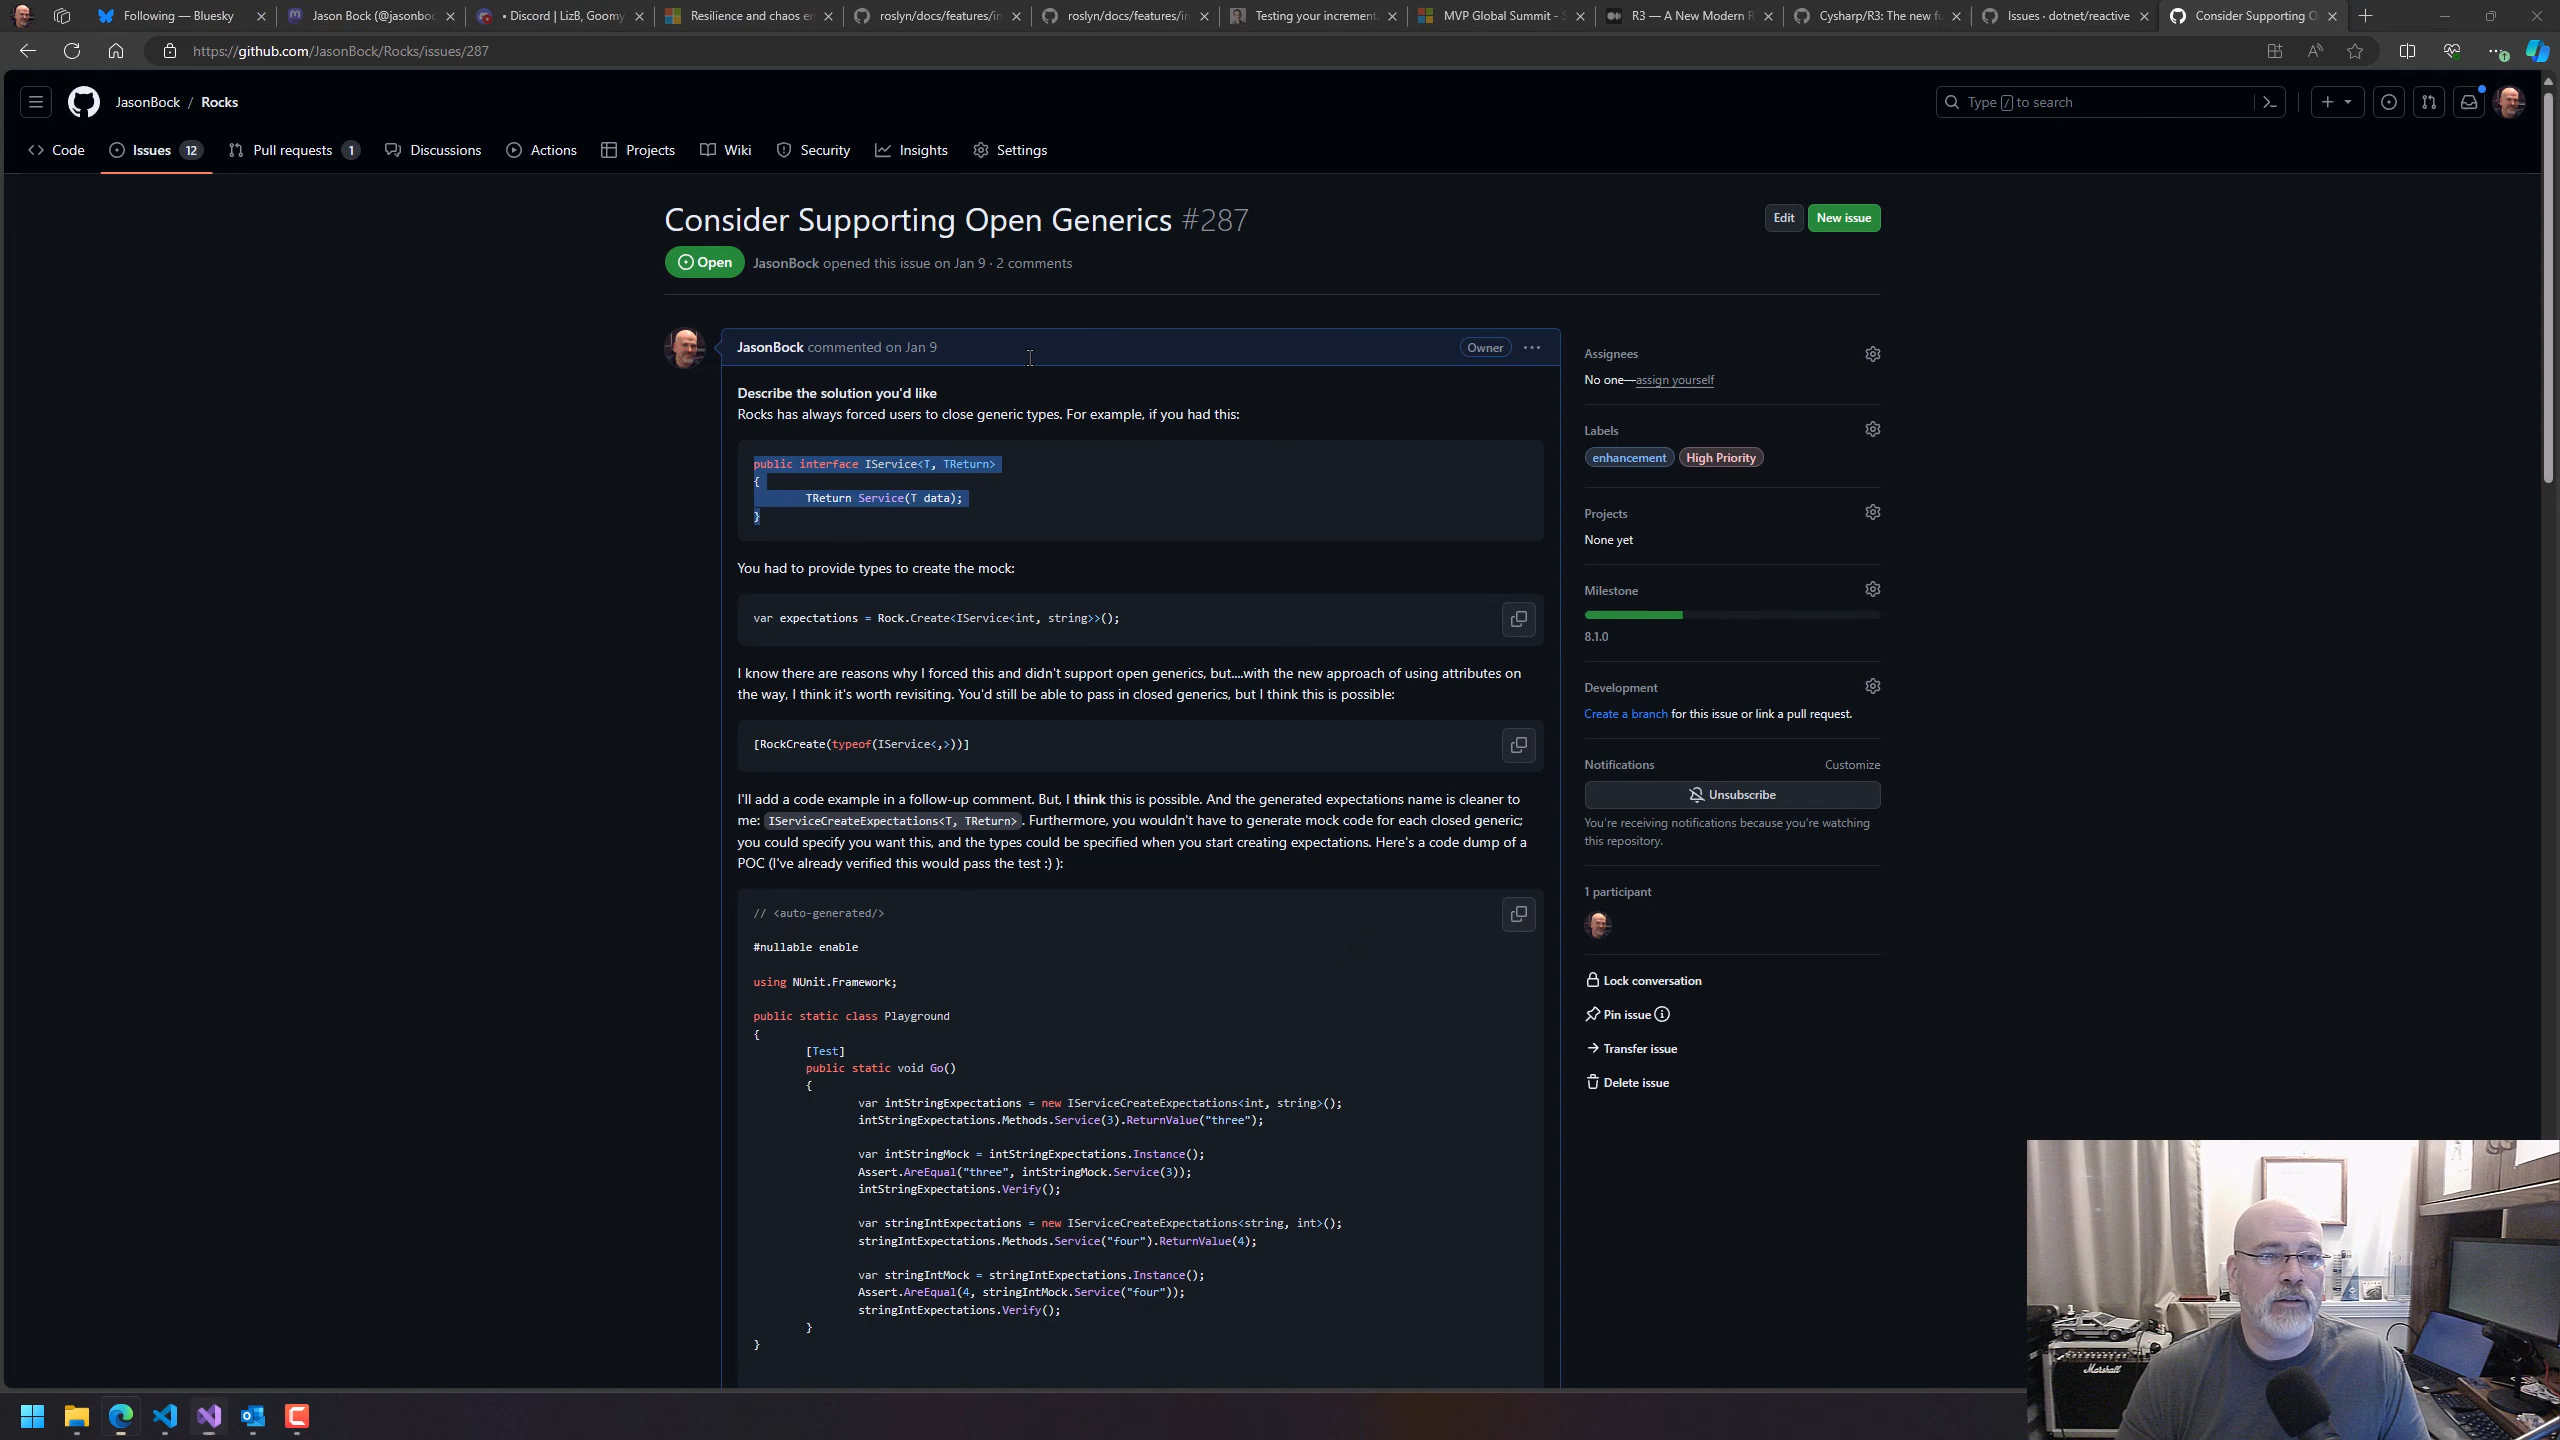 Following — Bluesky
Jason Bock (@jasonboc
• Discord | LizB, Goomy
Resilience and chaos en
roslyn/docs/features/in
roslyn/docs/features/in
Testing your increment
MVP Global Summit - S
R3 — A New Modern R
Cysharp/R3: The new fu
Issues · dotnet/reactive
Consider Supporting O
https://github.com/JasonBock/Rocks/issues/287
JasonBock / Rocks
Type / to search
Code
Issues 12
Pull requests 1
Discussions
Actions
Projects
Wiki
Security
Insights
Settings
Consider Supporting Open Generics #287
Edit
New issue
Open
JasonBock opened this issue on Jan 9 · 2 comments
JasonBock commented on Jan 9
Owner
Describe the solution you'd like
Rocks has always forced users to close generic types. For example, if you had this:
public interface IService<T, TReturn>
{
TReturn Service(T data);
}
You had to provide types to create the mock:
var expectations = Rock.Create<IService<int, string>>();
I know there are reasons why I forced this and didn't support open generics, but....with the new approach of using attributes on
the way, I think it's worth revisiting. You'd still be able to pass in closed generics, but I think this is possible:
[RockCreate(typeof(IService<,>))]
I'll add a code example in a follow-up comment. But, I think this is possible. And the generated expectations name is cleaner to
me: IServiceCreateExpectations<T, TReturn> . Furthermore, you wouldn't have to generate mock code for each closed generic;
you could specify you want this, and the types could be specified when you start creating expectations. Here's a code dump of a
POC (I've already verified this would pass the test :) ):
// <auto-generated/>
#nullable enable
using NUnit.Framework;
public static class Playground
{
[Test]
public static void Go()
{
var intStringExpectations = new IServiceCreateExpectations<int, string>();
intStringExpectations.Methods.Service(3).ReturnValue("three");
var intStringMock = intStringExpectations.Instance();
Assert.AreEqual("three", intStringMock.Service(3));
intStringExpectations.Verify();
var stringIntExpectations = new IServiceCreateExpectations<string, int>();
stringIntExpectations.Methods.Service("four").ReturnValue(4);
var stringIntMock = stringIntExpectations.Instance();
Assert.AreEqual(4, stringIntMock.Service("four"));
stringIntExpectations.Verify();
}
}
Assignees
No one—assign yourself
Labels
enhancement
High Priority
Projects
None yet
Milestone
8.1.0
Development
Create a branch for this issue or link a pull request.
Notifications
Customize
Unsubscribe
You're receiving notifications because you're watching
this repository.
1 participant
Lock conversation
Pin issue
Transfer issue
Delete issue
Marshall